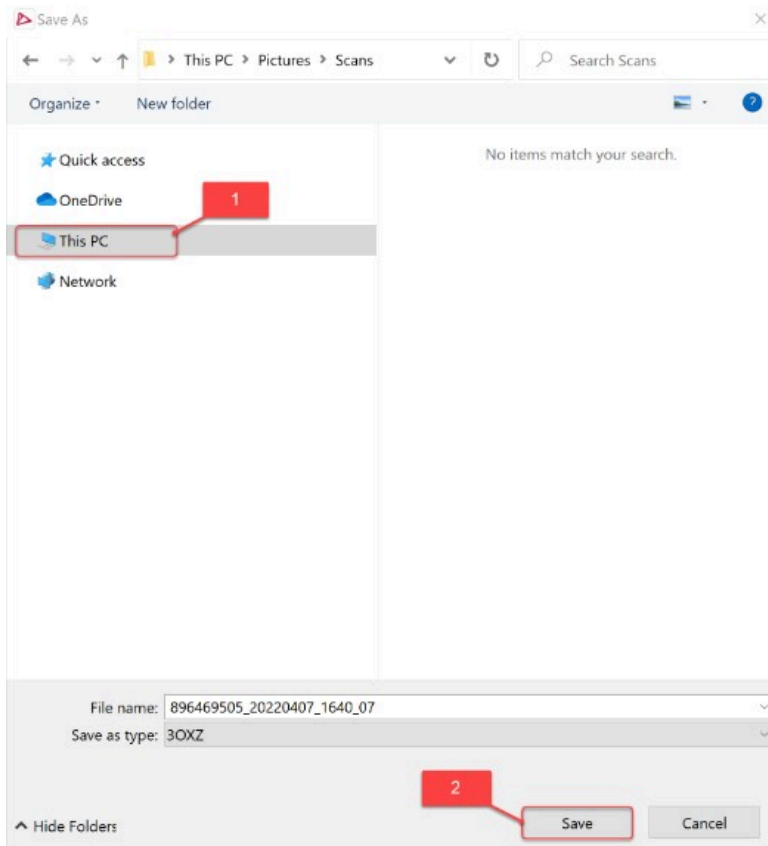 Save As
This PC > Pictures > Scans
Search Scans
Organize
New folder
?
Quick access
No items match your search.
OneDrive
1
This PC
Network
File name: 896469505_20220407_1640_07
Save as type: 3OXZ
2
Hide Folders
Save
Cancel